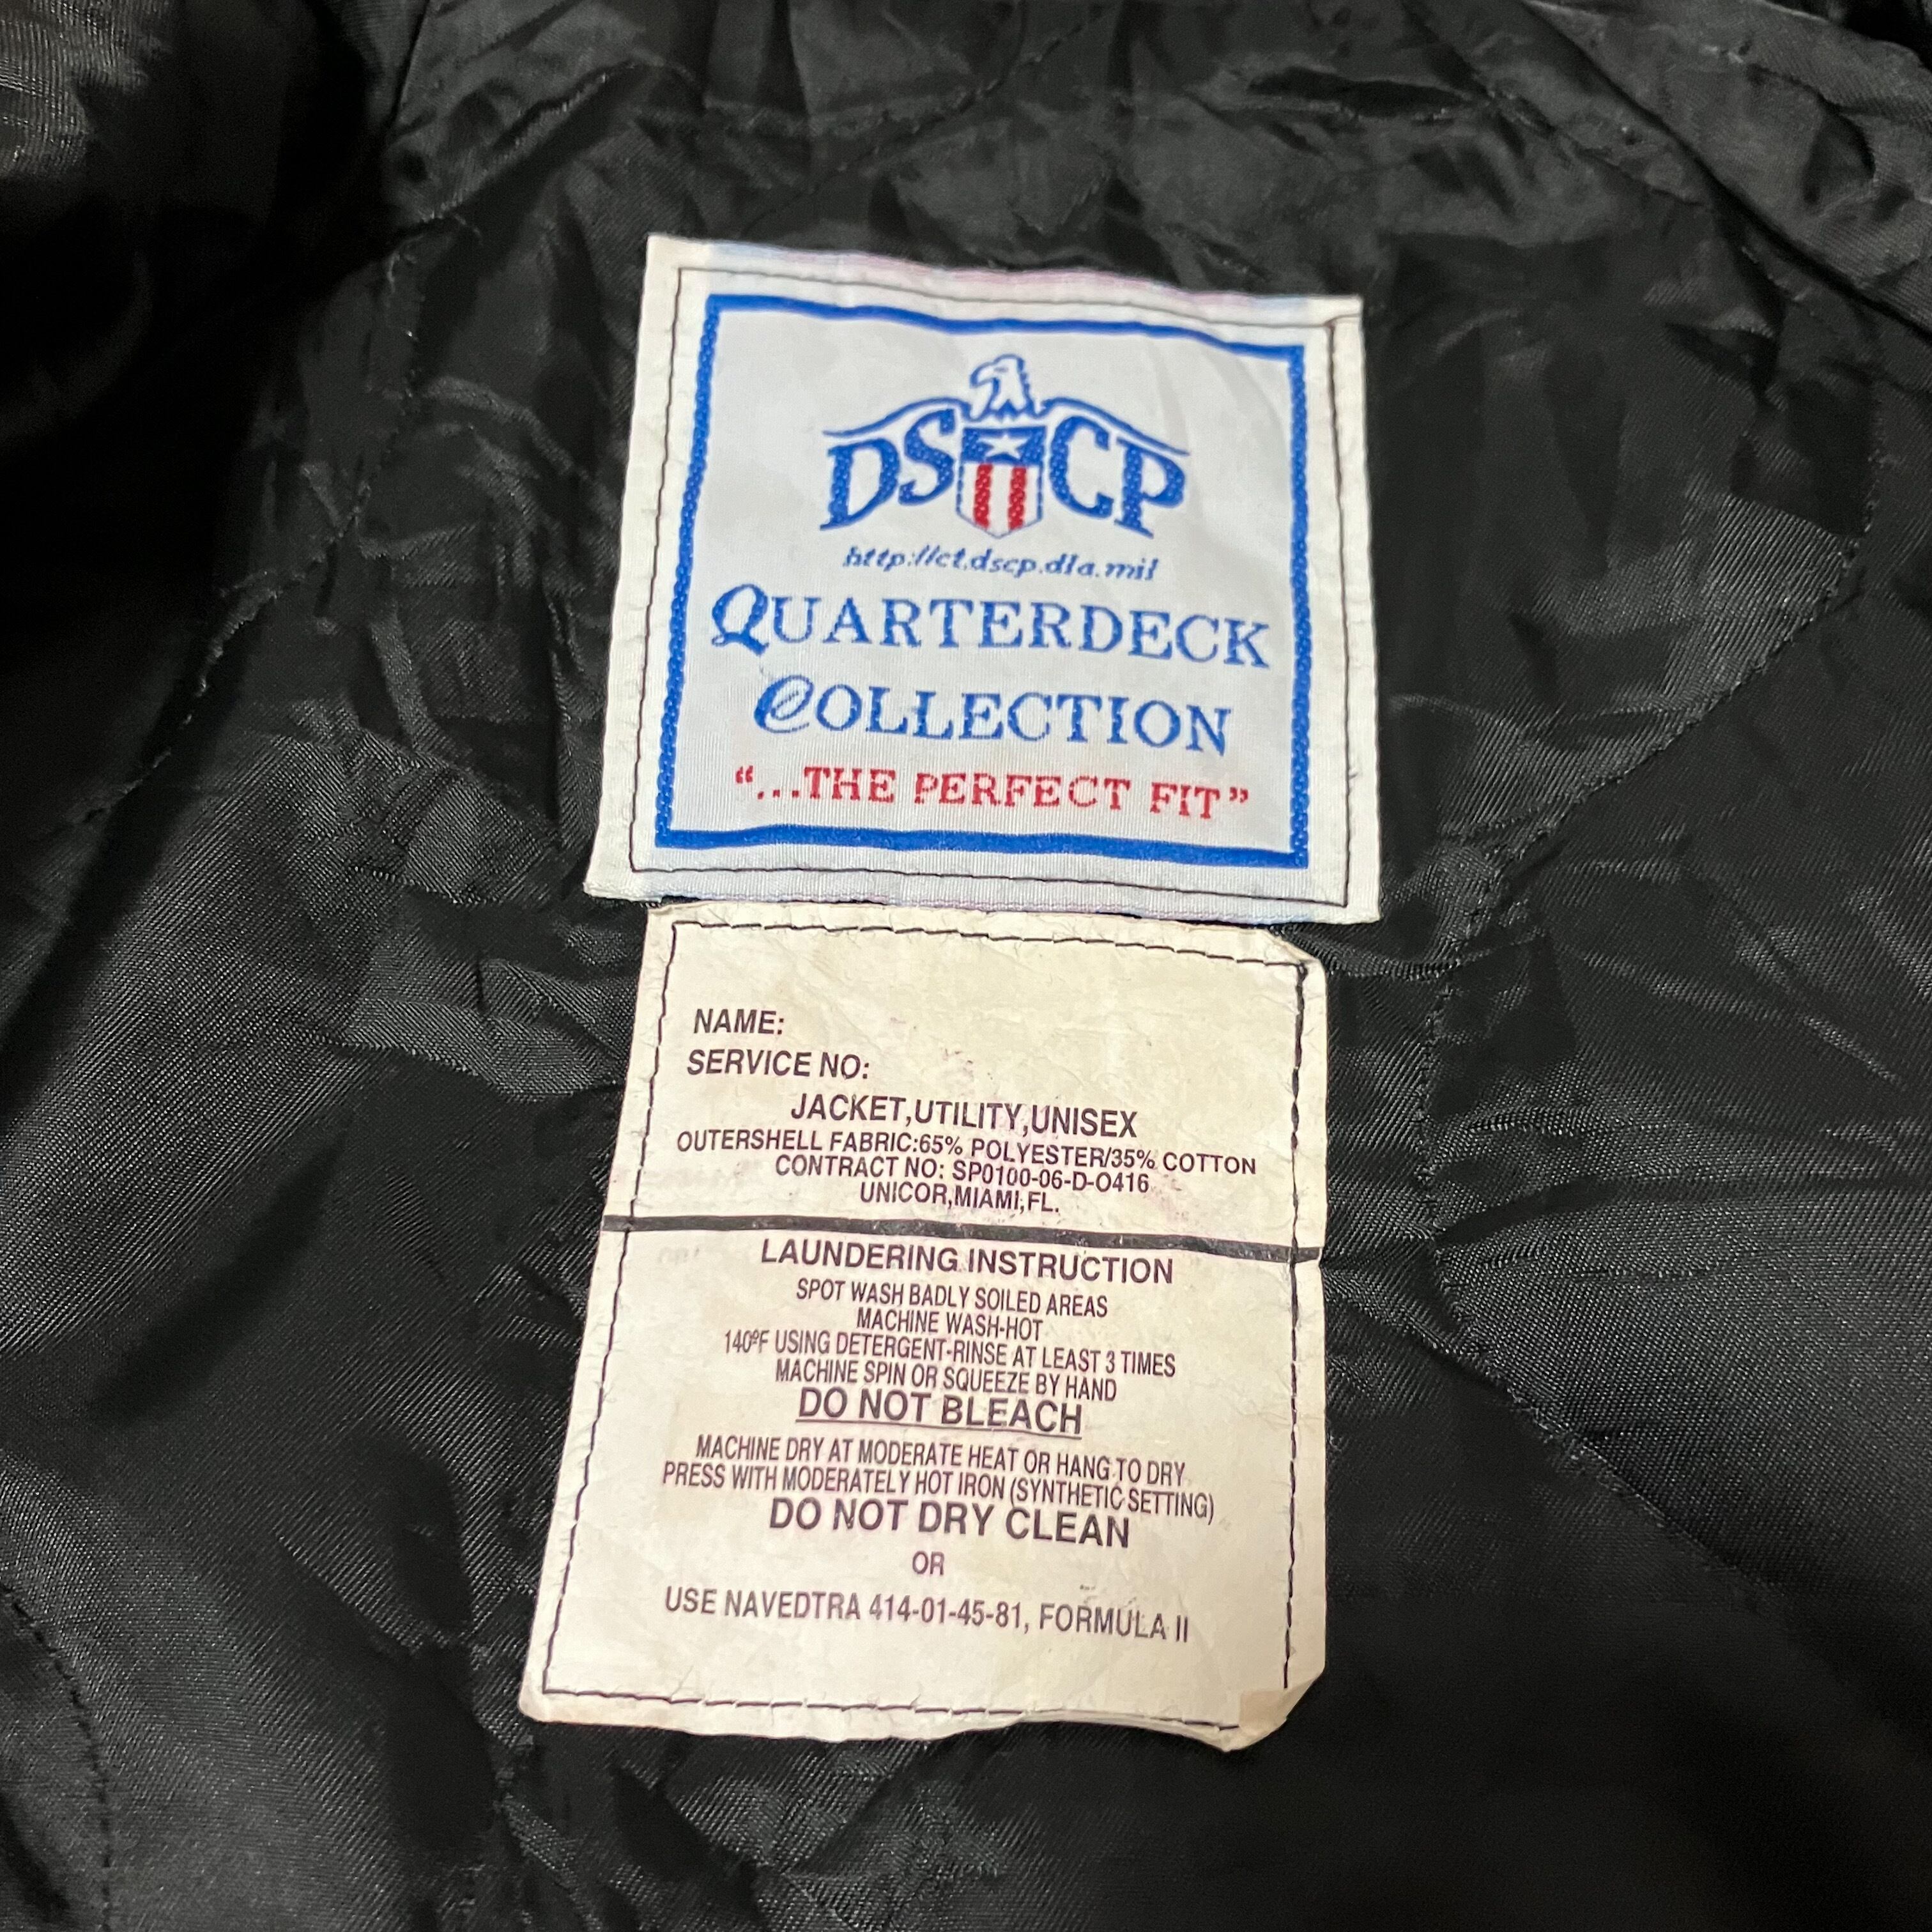 DSCP
http://ct.dscp.dla.mil
QUARTERDECK
COLLECTION
"...THE PERFECT FIT"
NAME:
SERVICE NO:
JACKET,UTILITY,UNISEX
OUTERSHELL FABRIC:65% POLYESTER/35% COTTON
CONTRACT NO: SP0100-06-D-O416
UNICOR,MIAMI,FL.
LAUNDERING INSTRUCTION
SPOT WASH BADLY SOILED AREAS
MACHINE WASH-HOT
140ºF USING DETERGENT-RINSE AT LEAST 3 TIMES
MACHINE SPIN OR SQUEEZE BY HAND
DO NOT BLEACH
MACHINE DRY AT MODERATE HEAT OR HANG TO DRY
PRESS WITH MODERATELY HOT IRON (SYNTHETIC SETTING)
DO NOT DRY CLEAN
OR
USE NAVEDTRA 414-01-45-81, FORMULA II